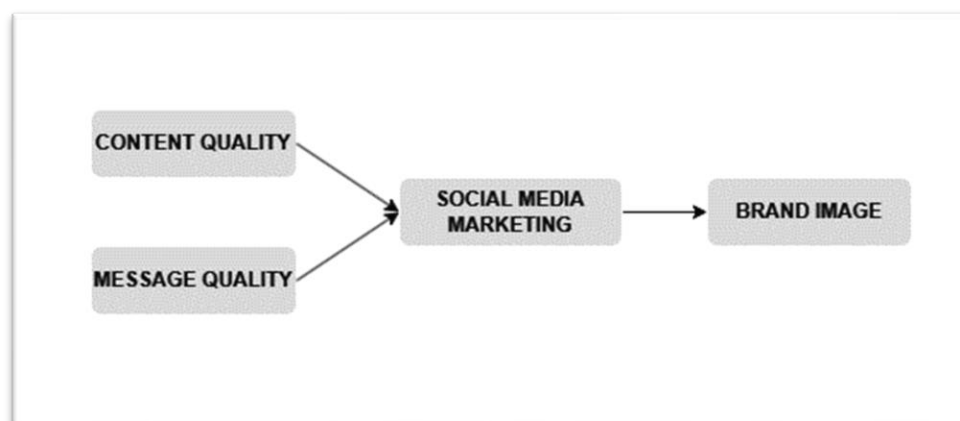 CONTENT QUALITY
SOCIAL MEDIA
MARKETING
BRAND IMAGE
MESSAGE QUALITY